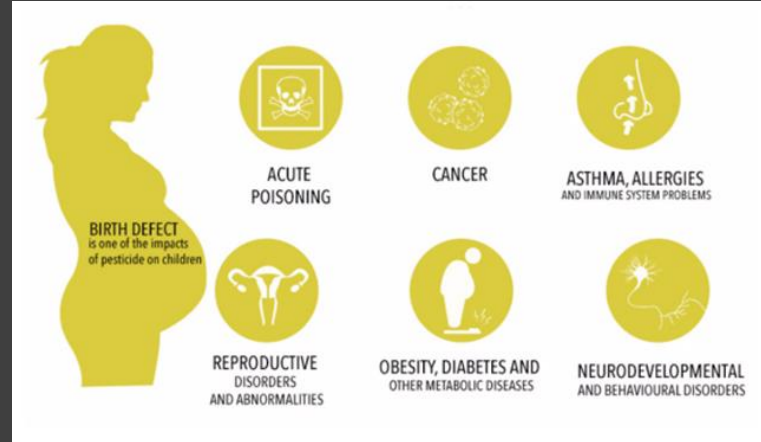 BIRTH DEFECT
is one of the impacts
of pesticide on children
ACUTE
POISONING
CANCER
ASTHMA, ALLERGIES
AND IMMUNE SYSTEM PROBLEMS
REPRODUCTIVE
DISORDERS
AND ABNORMALITIES
OBESITY, DIABETES AND
OTHER METABOLIC DISEASES
NEURODEVELOPMENTAL
AND BEHAVIOURAL DISORDERS